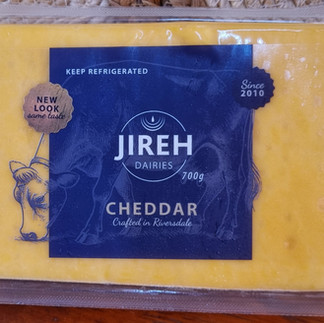 KEEP REFRIGERATED
Since
2010
NEW
LOOK
same taste
JIREH
DAIRIES
700g
CHEDDAR
Crafted in Riversdale